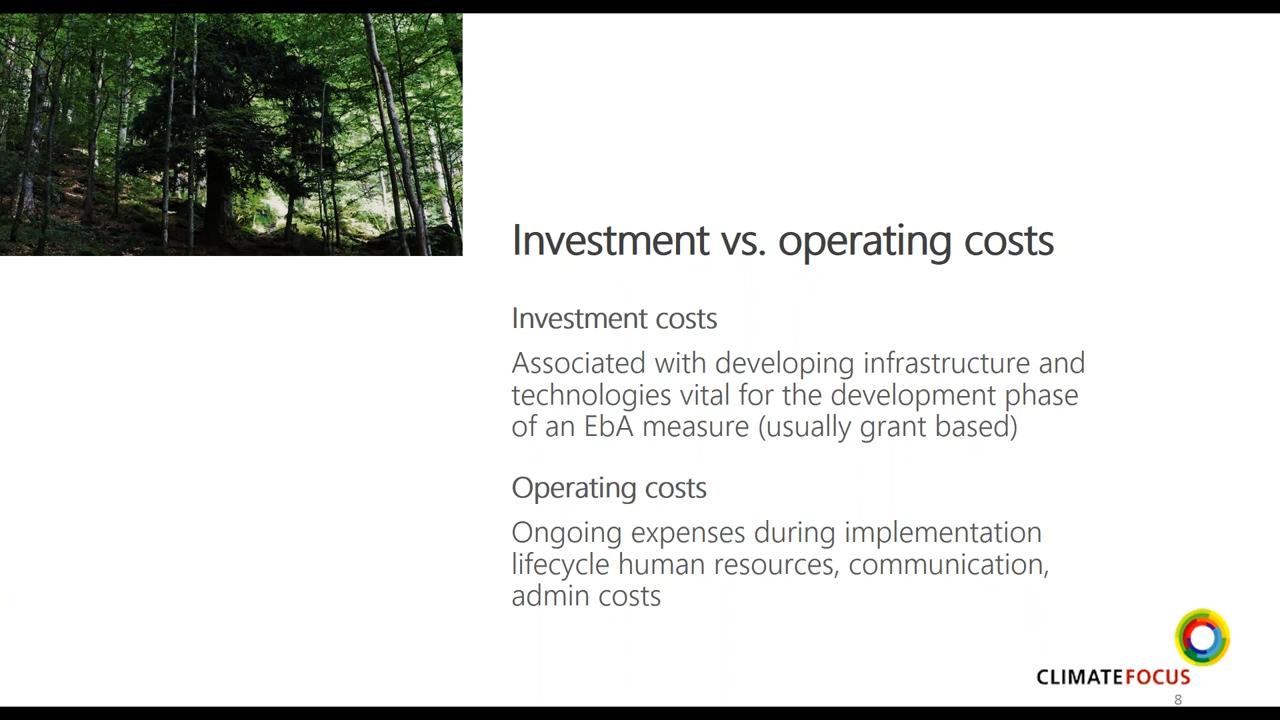 Investment vs. operating costs
Investment costs
Associated with developing infrastructure and
technologies vital for the development phase
of an EbA measure (usually grant based)
Operating costs
Ongoing expenses during implementation
lifecycle human resources, communication,
admin costs
CLIMATEFOCUS
8